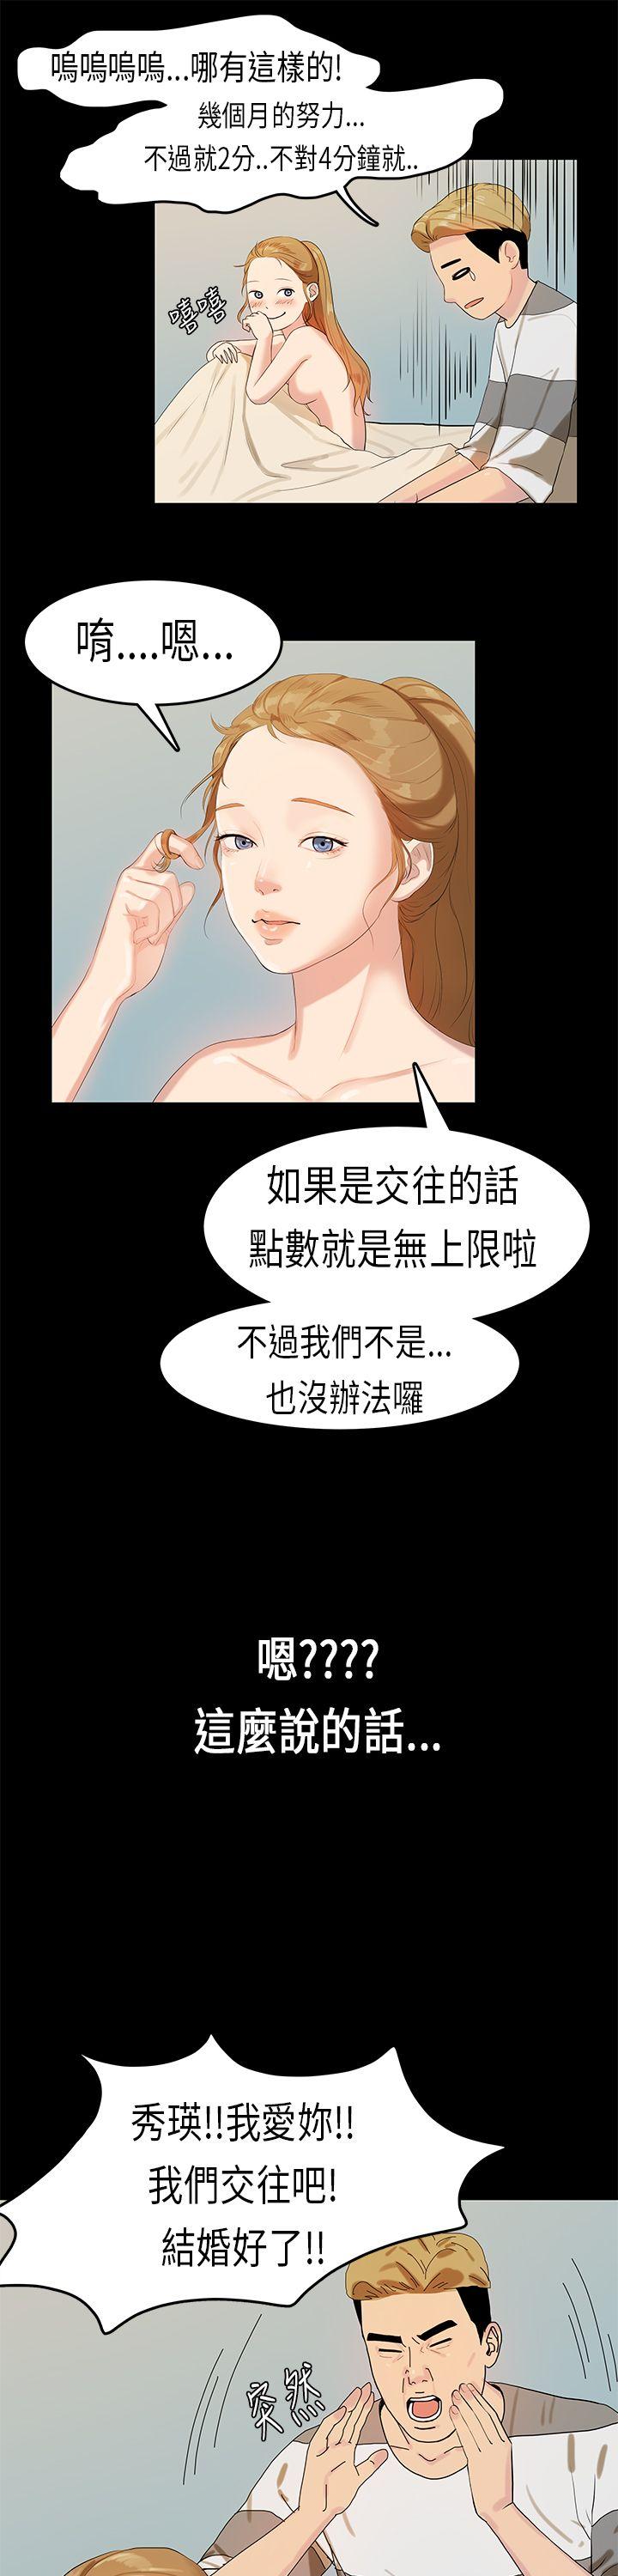 嗚嗚嗚嗚...哪有這樣的!
幾個月的努力...
不過就2分..不對4分鐘就..
嘻嘻
唷....嗯...
如果是交往的話
點數就是無上限啦
不過我們不是...
也沒辦法囉
嗯????
這麼說的話...
秀瑛!!我愛妳!!
我們交往吧!
結婚好了!!
突然